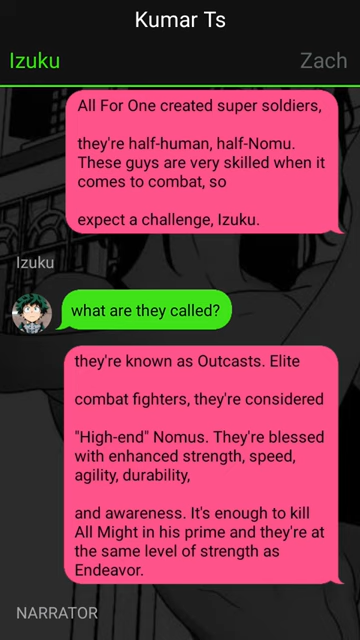 Kumar Ts
Izuku
Zach
All For One created super soldiers,
they're half-human, half-Nomu.
These guys are very skilled when it
comes to combat, so
expect a challenge, Izuku.
Izuku
what are they called?
they're known as Outcasts. Elite
combat fighters, they're considered
"High-end" Nomus. They're blessed
with enhanced strength, speed,
agility, durability,
and awareness. It's enough to kill
All Might in his prime and they're at
the same level of strength as
Endeavor.
NARRATOR